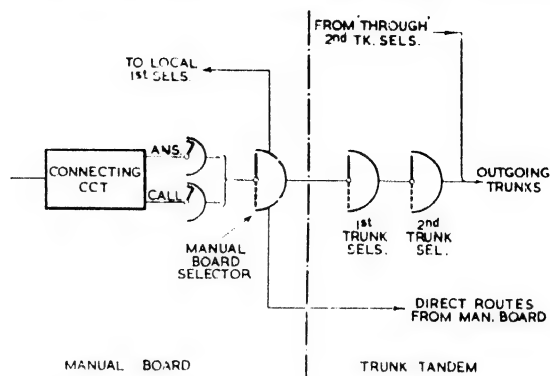 FROM 'THROUGH'
2nd TK. SELS.
TO LOCAL
1st SELS.
ANS.
CONNECTING
CCT
CALL
OUTGOING
TRUNKS
MANUAL
BOARD
SELECTOR
1st
TRUNK
SELS.
2nd
TRUNK
SEL.
DIRECT ROUTES
FROM MAN. BOARD
MANUAL BOARD
TRUNK TANDEM